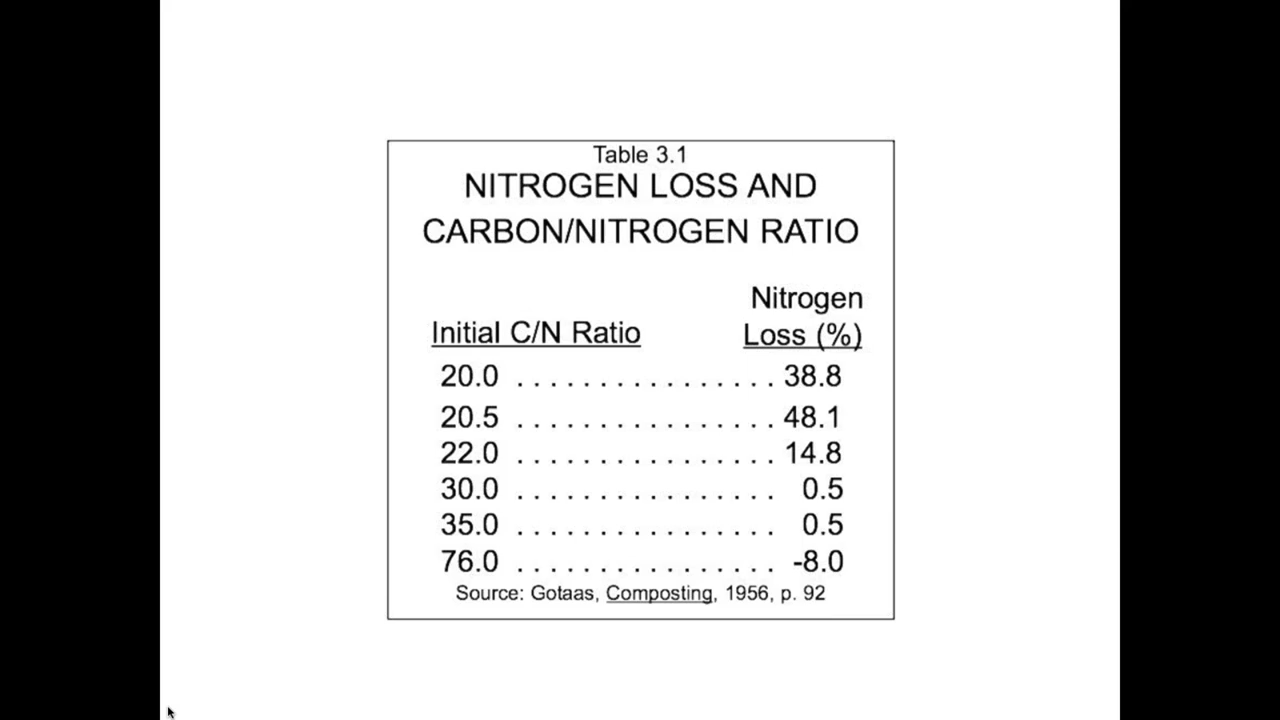 Table 3.1
NITROGEN LOSS AND
CARBON/NITROGEN RATIO
Nitrogen
Initial C/N Ratio Loss (%)
20.0 . . . . . . . . . . . . . . . . 38.8
20.5 . . . . . . . . . . . . . . . . 48.1
22.0 . . . . . . . . . . . . . . . . 14.8
30.0 . . . . . . . . . . . . . . . . 0.5
35.0 . . . . . . . . . . . . . . . . 0.5
76.0 . . . . . . . . . . . . . . . . -8.0
Source: Gotaas, Composting, 1956, p. 92